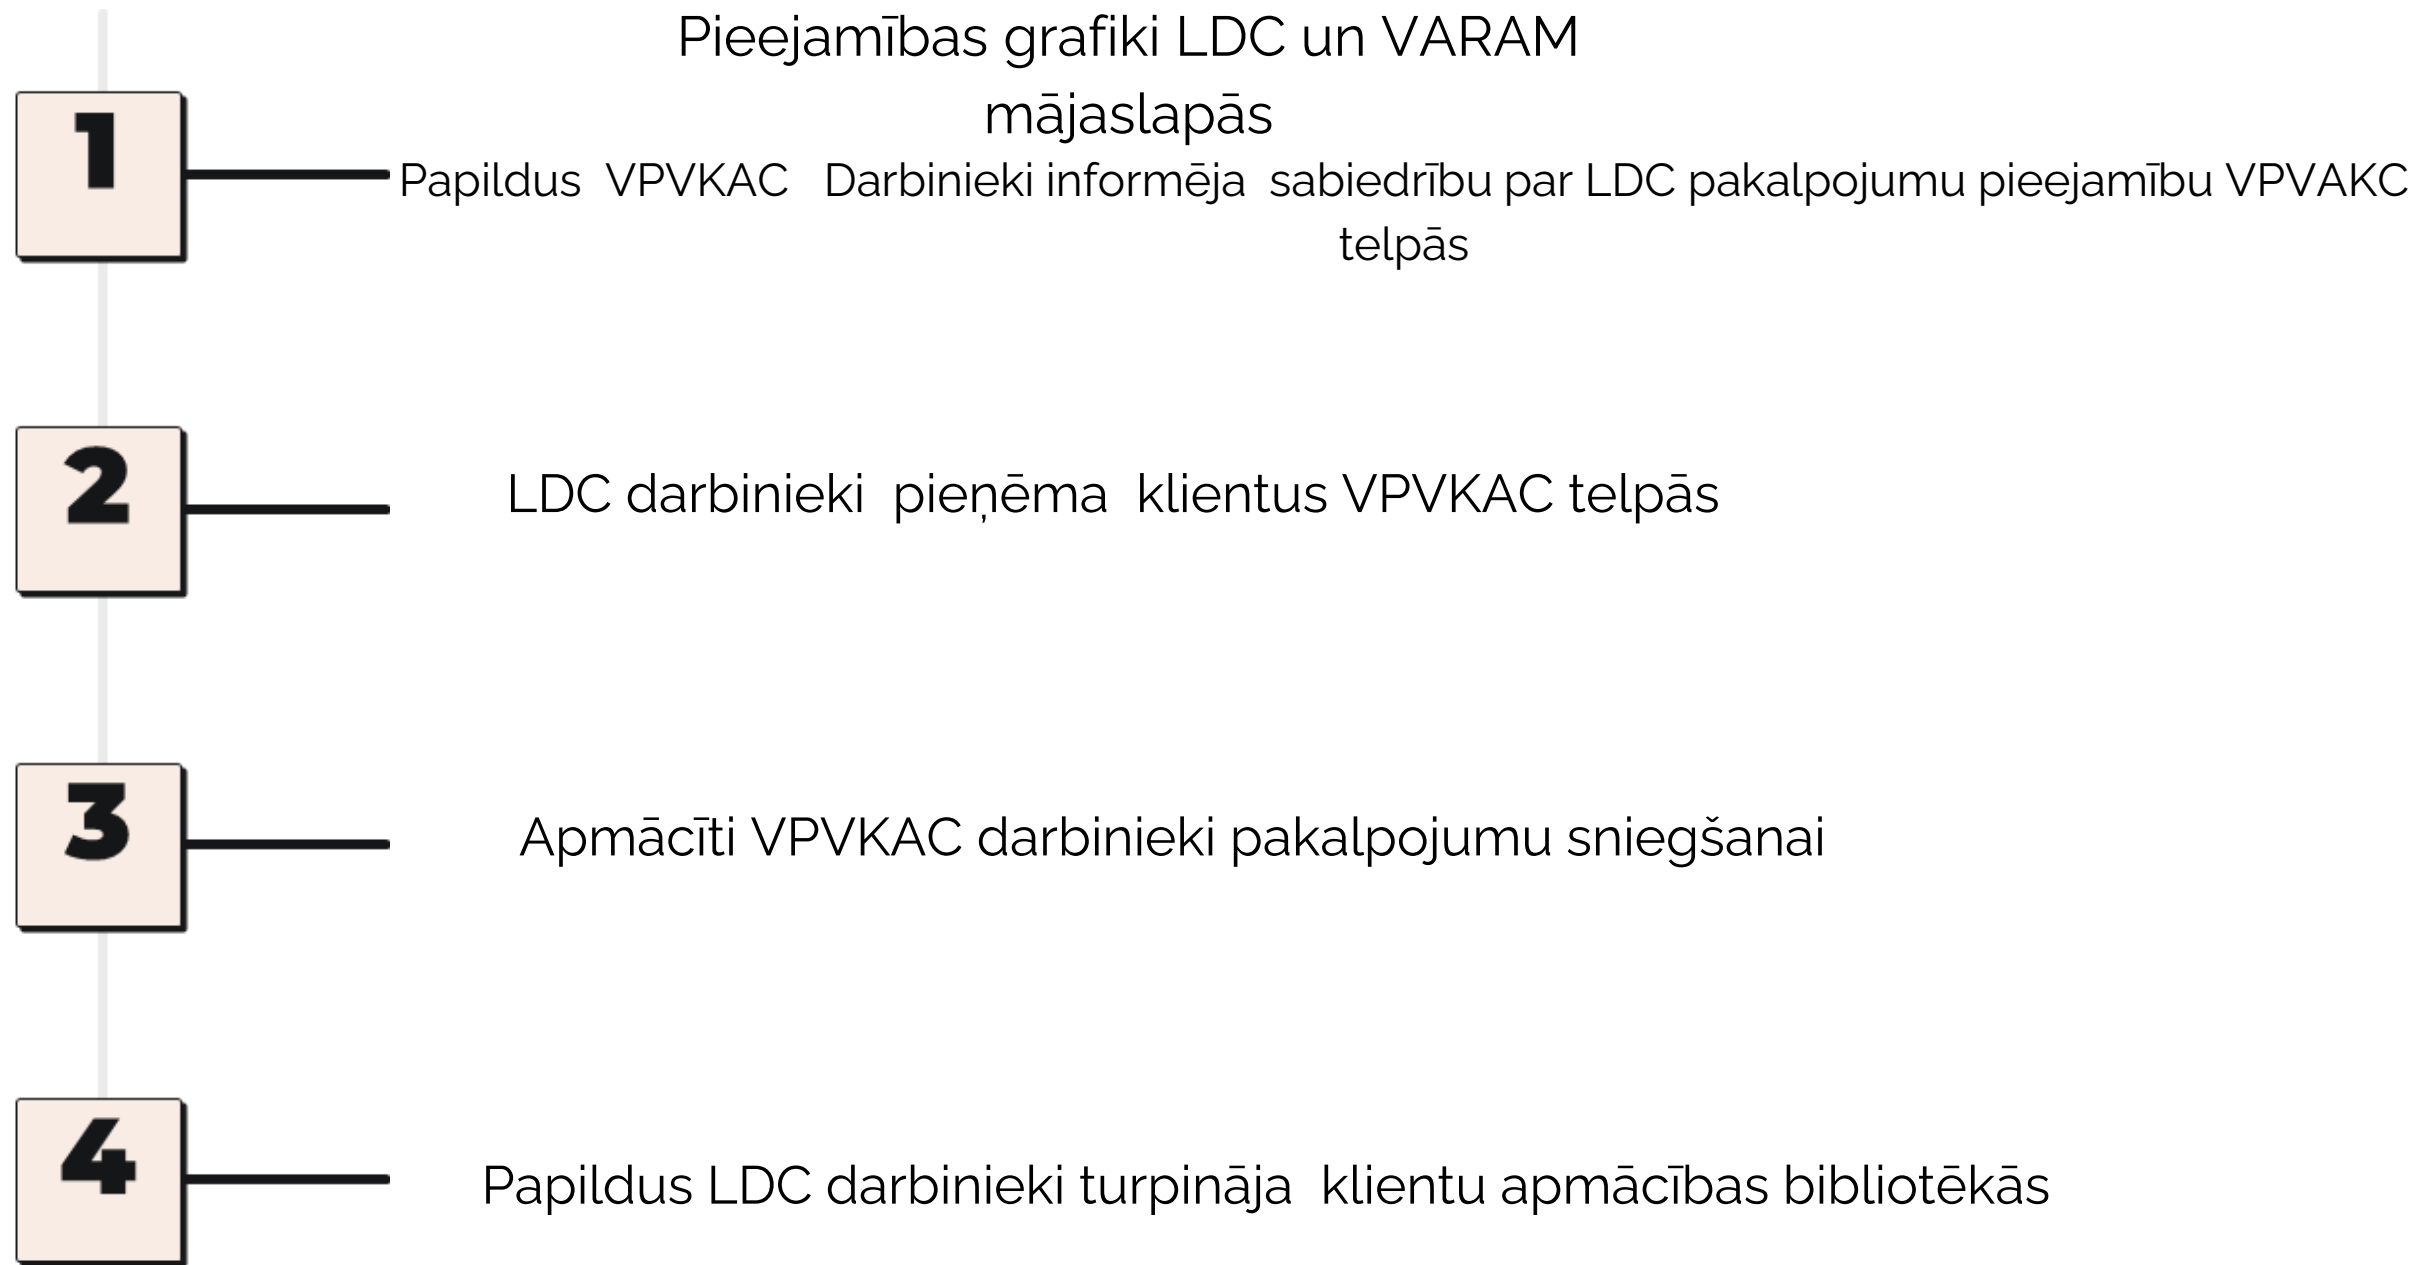 Pieejamības grafiki LDC un VARAM
mājaslapās
1
Papildus VPVKAC Darbinieki informēja sabiedrību par LDC pakalpojumu pieejamību VPVAKC
telpās
2
LDC darbinieki pieņēma klientus VPVKAC telpās
3
Apmācīti VPVKAC darbinieki pakalpojumu sniegšanai
4
Papildus LDC darbinieki turpināja klientu apmācības bibliotēkās